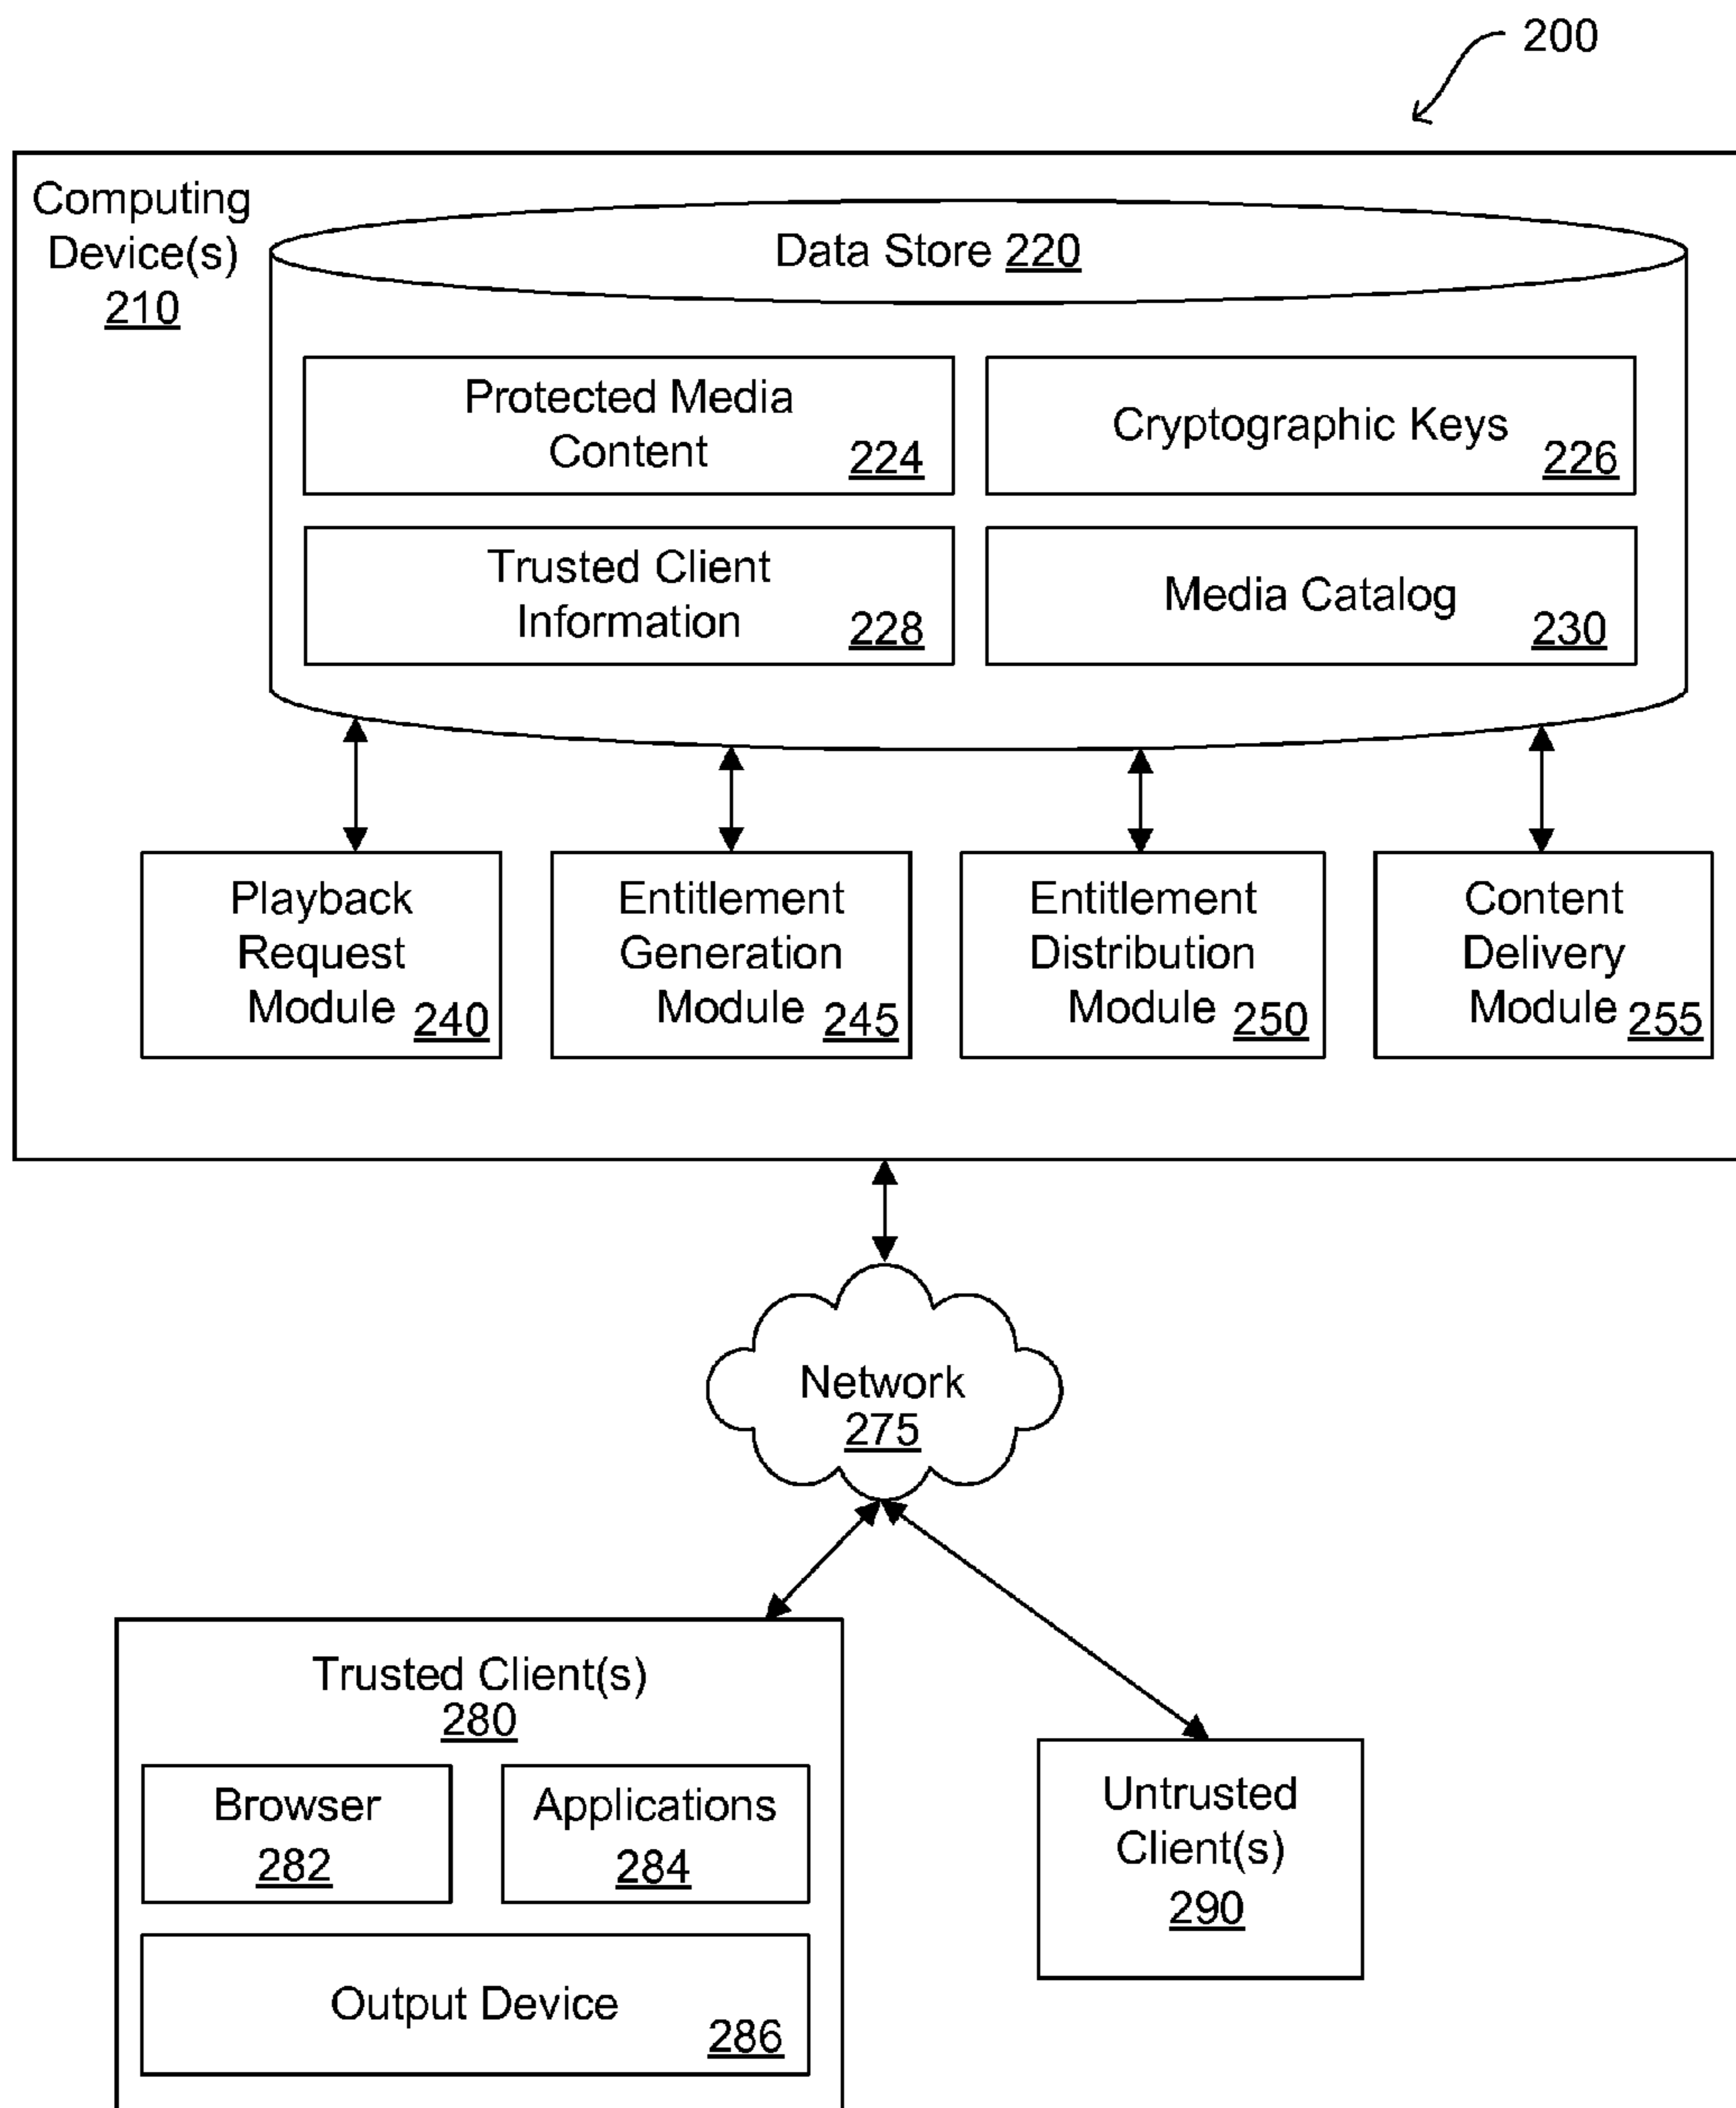 200
Computing
Device(s)
210
Data Store 220
Protected Media
Content 224
Cryptographic Keys
226
Trusted Client
Information 228
Media Catalog
230
Playback
Request
Module 240
Entitlement
Generation
Module 245
Entitlement
Distribution
Module 250
Content
Delivery
Module 255
Network
275
Trusted Client(s)
280
Browser
282
Applications
284
Output Device
286
Untrusted
Client(s)
290